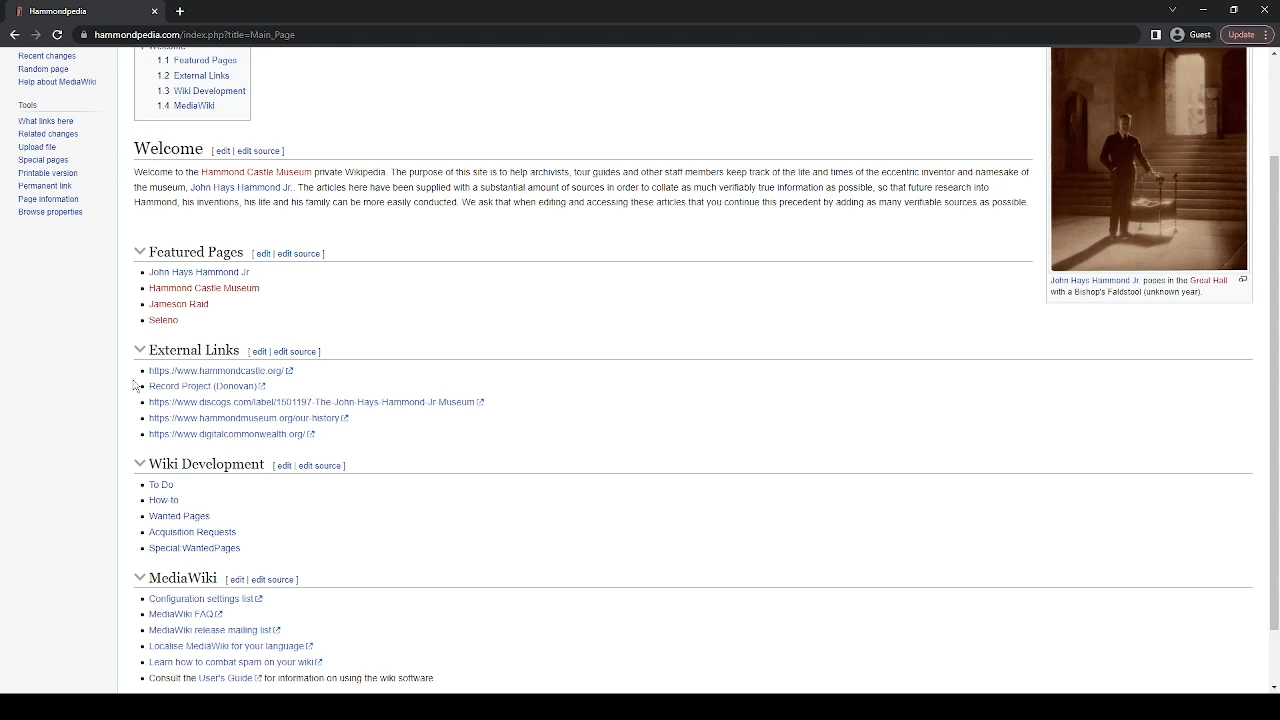 Hammondpedia
hammondpedia.com/index.php?title=Main_Page
Guest
Update
Recent changes
Random page
Help about MediaWiki
Tools
What links here
Related changes
Upload file
Special pages
Printable version
Permanent link
Page information
Browse properties
1.1 Featured Pages
1.2 External Links
1.3 Wiki Development
1.4 MediaWiki
Welcome [ edit | edit source ]
Welcome to the Hammond Castle Museum private Wikipedia. The purpose of this site is to help archivists, tour guides and other staff members keep track of the life and times of the eccentric inventor and namesake of
the museum, John Hays Hammond Jr.. The articles here have been supplied with a substantial amount of sources in order to collate as much verifiably true information as possible, so that future research into
Hammond, his inventions, his life and his family can be more easily conducted. We ask that when editing and accessing these articles that you continue this precedent by adding as many verifiable sources as possible.
John Hays Hammond Jr. poses in the Great Hall
with a Bishop's Faldstool (unknown year).
Featured Pages [ edit | edit source ]
• John Hays Hammond Jr
• Hammond Castle Museum
• Jameson Raid
• Seleno
External Links [ edit | edit source ]
• https://www.hammondcastle.org/
• Record Project (Donovan)
• https://www.discogs.com/label/1501197-The-John-Hays-Hammond-Jr-Museum
• https://www.hammondmuseum.org/our-history
• https://www.digitalcommonwealth.org/
Wiki Development [ edit | edit source ]
• To Do
• How-to
• Wanted Pages
• Acquisition Requests
• Special:WantedPages
MediaWiki [ edit | edit source ]
• Configuration settings list
• MediaWiki FAQ
• MediaWiki release mailing list
• Localise MediaWiki for your language
• Learn how to combat spam on your wiki
• Consult the User's Guide for information on using the wiki software.